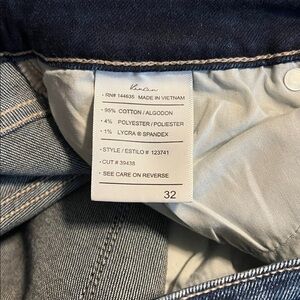 • RN# 144635 MADE IN VIETNAM
• 95% COTTON / ALGODON
• 4% POLYESTER / POLIESTER
• 1% LYCRA ® SPANDEX
• STYLE / ESTILO # 123741
• CUT # 39438
• SEE CARE ON REVERSE
32